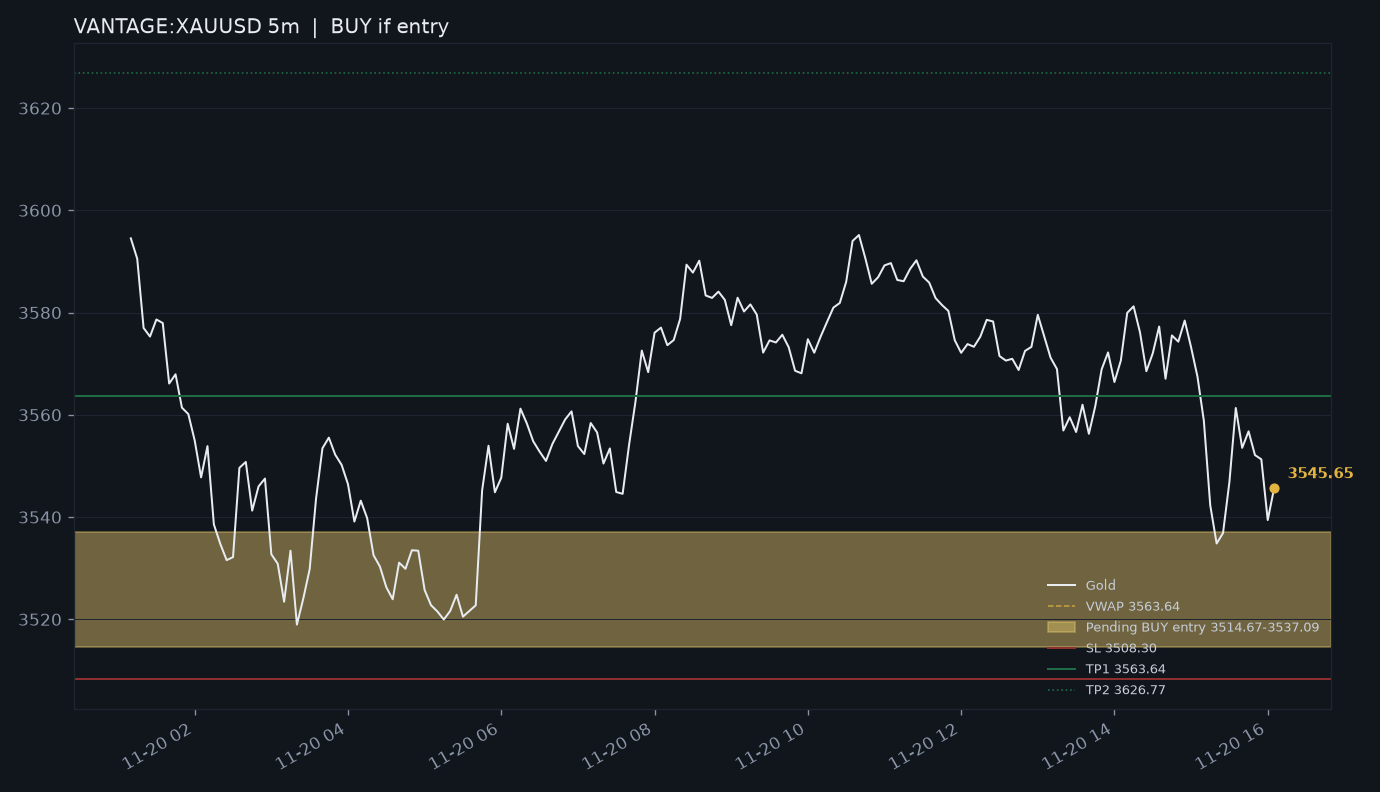 VANTAGE:XAUUSD 5m | BUY if entry
3620
3600
3580
3560
3540
3520
3545.65
Gold
VWAP 3563.64
Pending BUY entry 3514.67-3537.09
SL 3508.30
TP1 3563.64
TP2 3626.77
11-20 02
11-20 04
11-20 06
11-20 08
11-20 10
11-20 12
11-20 14
11-20 16